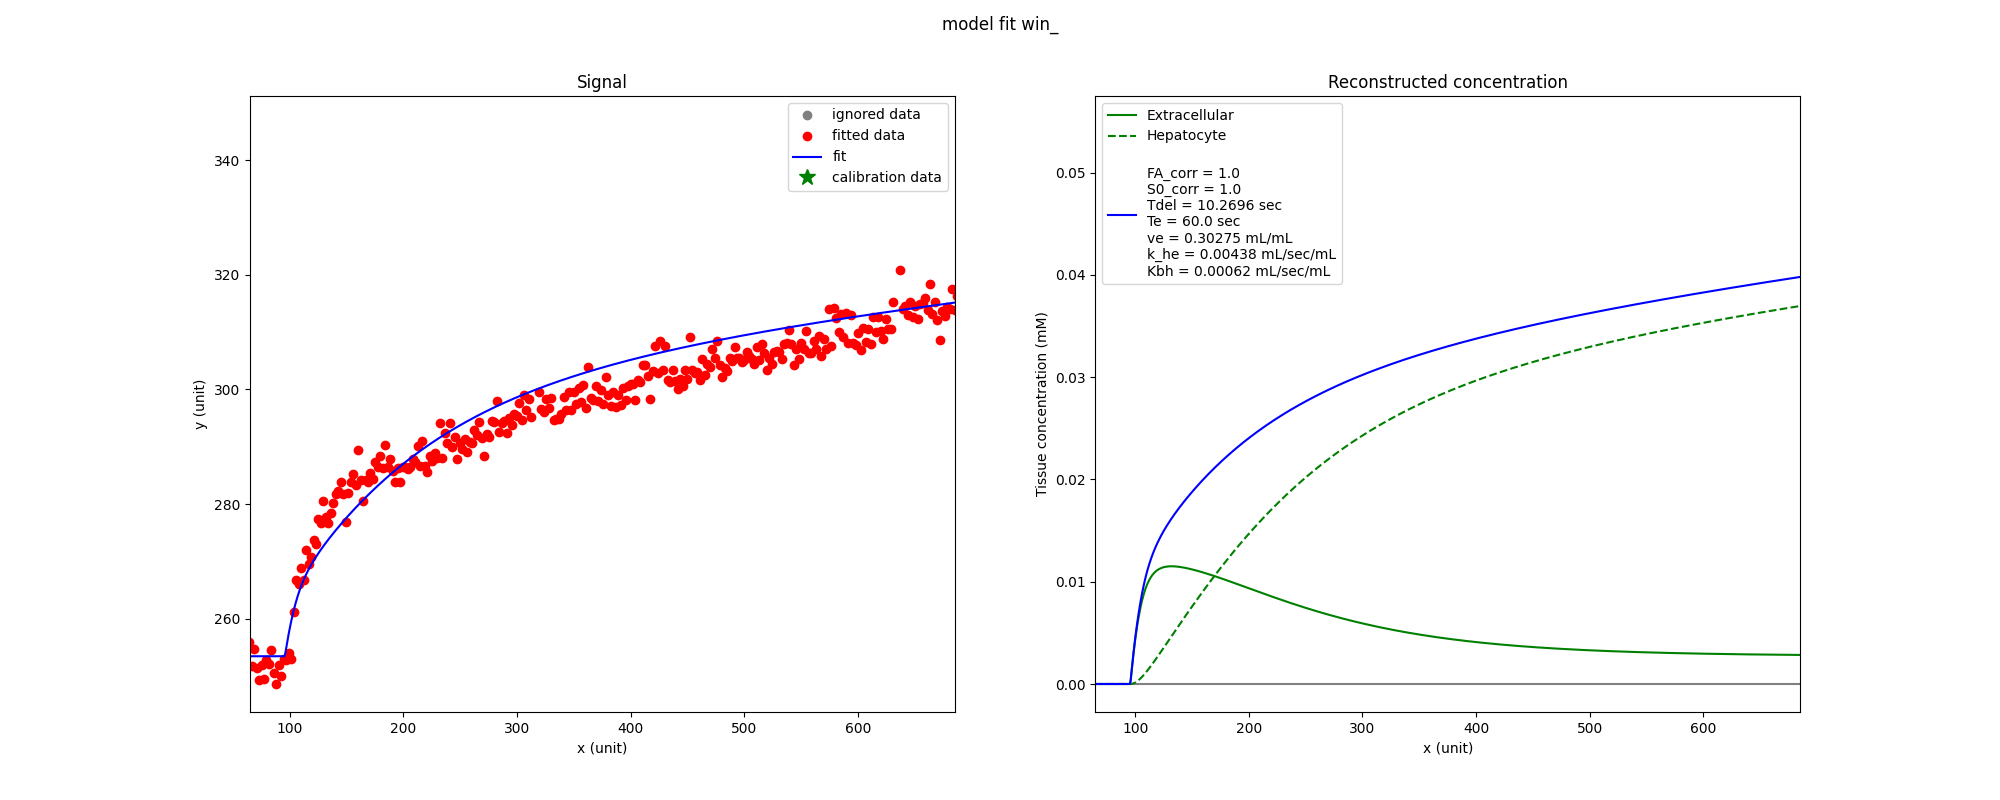 model fit win_
Signal
ignored data
fitted data
fit
calibration data
340
320
300
280
260
y (unit)
100
200
300
400
500
600
x (unit)
Reconstructed concentration
Extracellular
Hepatocyte
FA_corr = 1.0
S0_corr = 1.0
Tdel = 10.2696 sec
Te = 60.0 sec
ve = 0.30275 mL/mL
k_he = 0.00438 mL/sec/mL
Kbh = 0.00062 mL/sec/mL
0.05
0.04
0.03
0.02
0.01
0.00
Tissue concentration (mM)
100
200
300
400
500
600
x (unit)